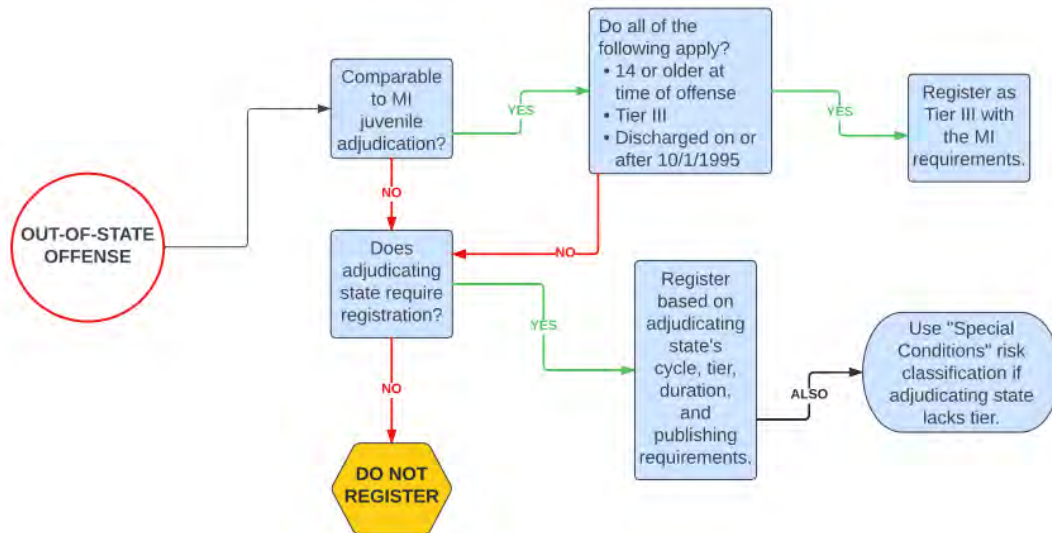 OUT-OF-STATE
OFFENSE
Comparable
to MI
juvenile
adjudication?
YES
Do all of the
following apply?
• 14 or older at
time of offense
• Tier III
• Discharged on or
after 10/1/1995
YES
Register as
Tier III with
the MI
requirements.
NO
NO
Does
adjudicating
state require
registration?
YES
Register
based on
adjudicating
state's
cycle, tier,
duration,
and
publishing
requirements.
ALSO
Use "Special
Conditions" risk
classification if
adjudicating state
lacks tier.
NO
DO NOT
REGISTER